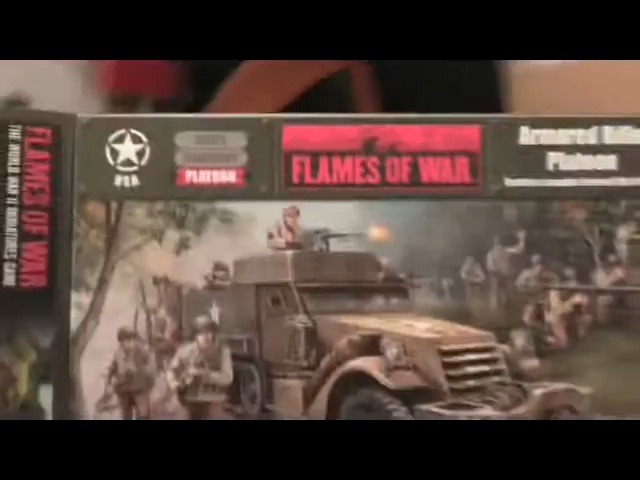 FLAMES OF WAR
THE WORLD WAR II MINIATURES GAME
USA
PLATOON
FLAMES OF WAR
Armored Rifle
Platoon